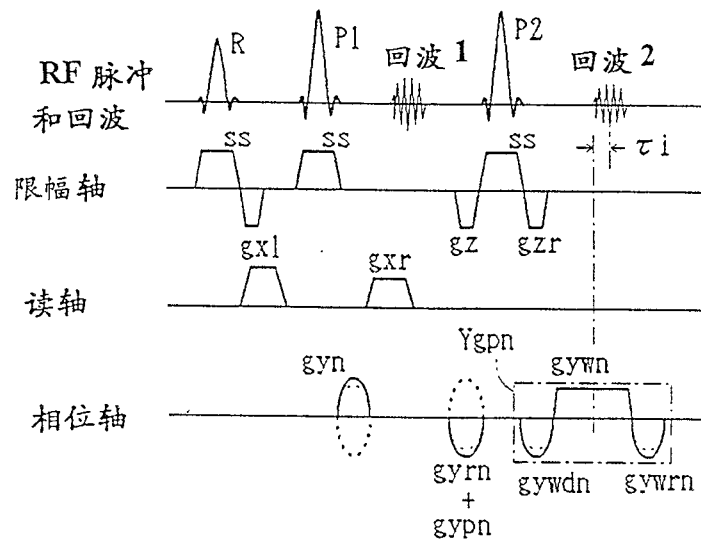 R
P1
回波 1
P2
回波 2
RF 脉冲
和回波
τi
ss
ss
ss
限幅轴
gz
gzr
gxl
gxr
读轴
Ygpn
gyn
gywn
相位轴
gyrn
+
gypn
gywdn
gywrn